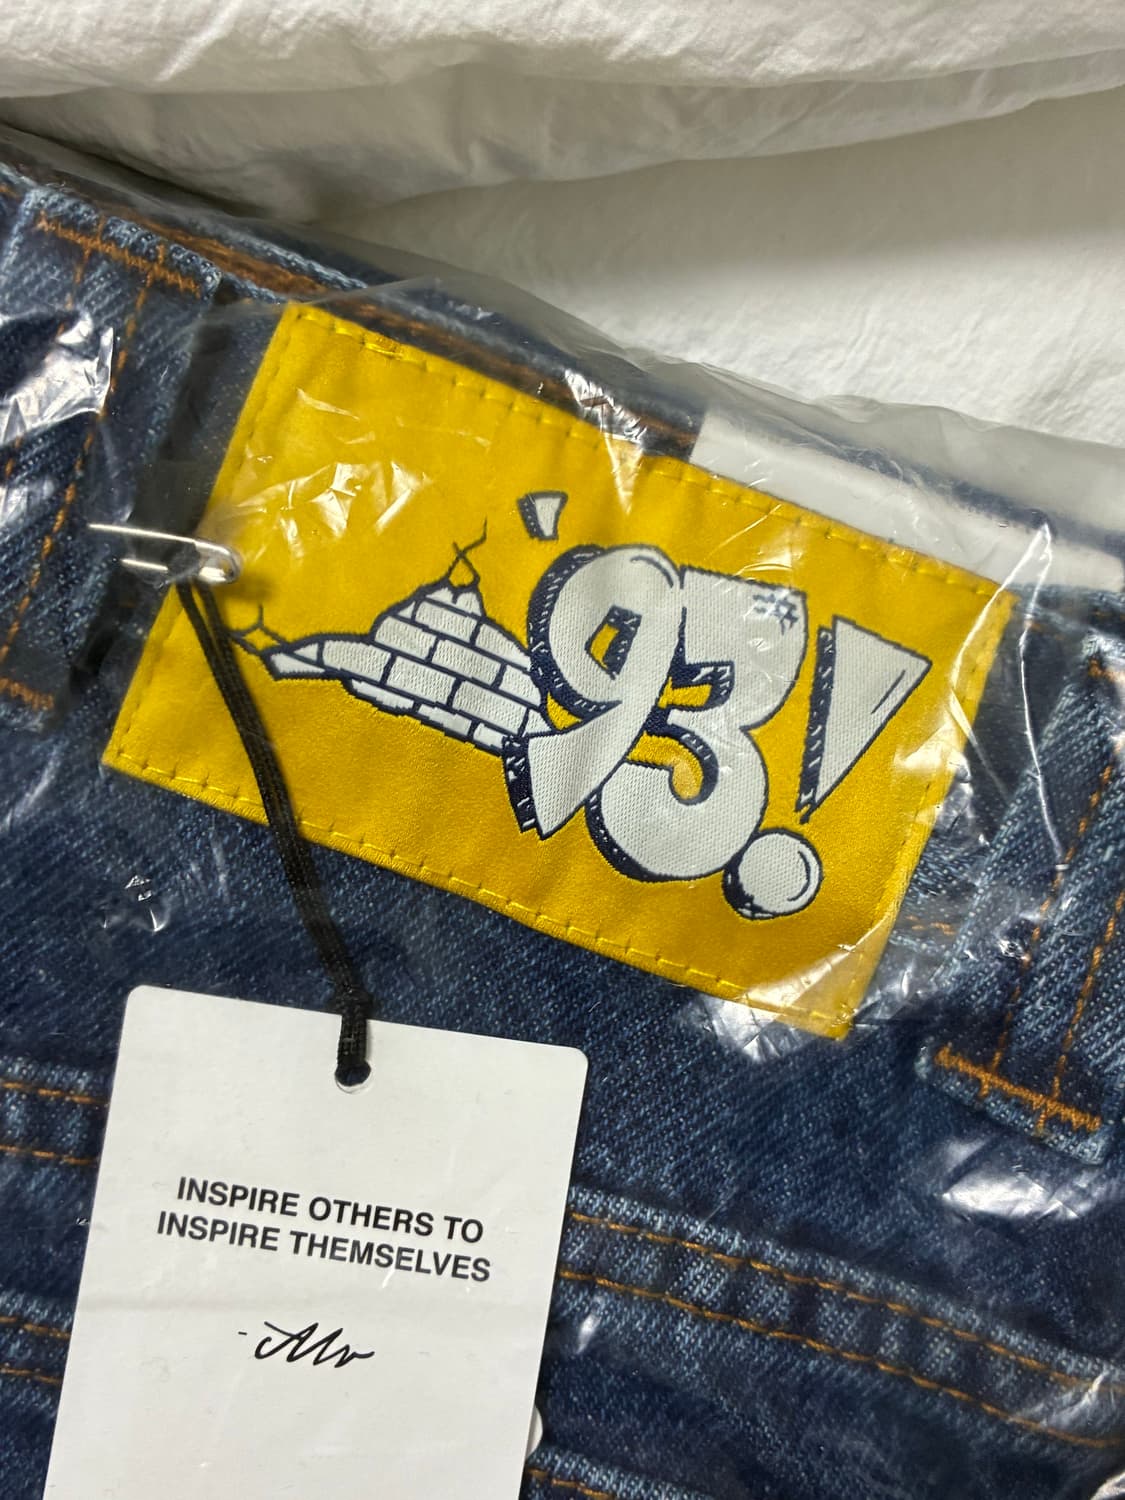 93!
INSPIRE OTHERS TO
INSPIRE THEMSELVES